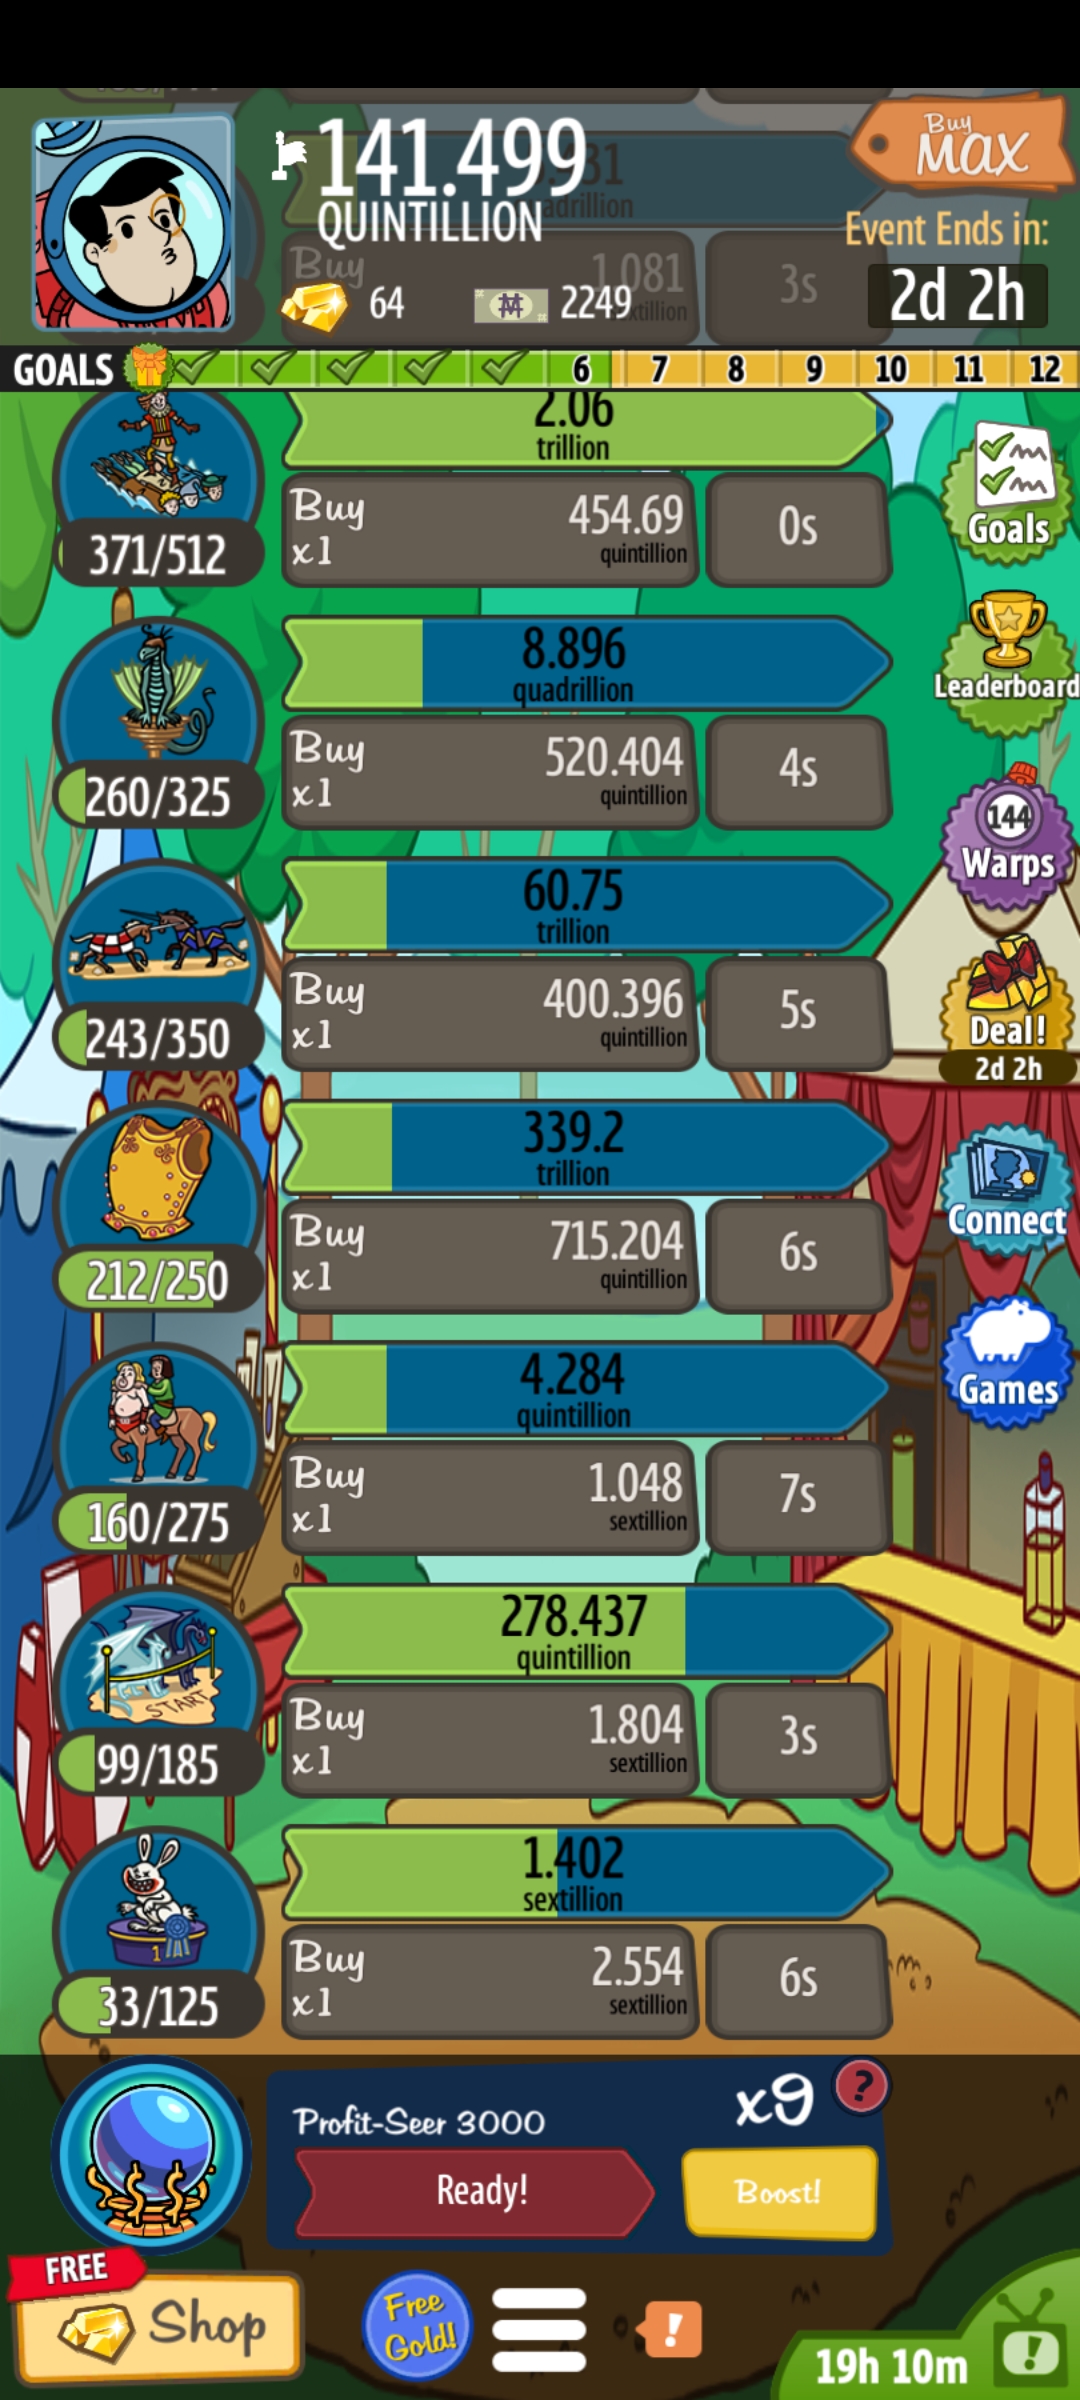 141.499
QUINTILLION
64
2249
Buy
MAX
Event Ends in:
2d 2h
Buy
1.081
3s
GOALS
6 7 8 9 10 11 12
2.06
trillion
371/512
Buy
x1
454.69
quintillion
0s
Goals
8.896
quadrillion
260/325
Buy
x1
520.404
quintillion
4s
Leaderboard
60.75
trillion
243/350
Buy
x1
400.396
quintillion
5s
144
Warps
Deal!
2d 2h
339.2
trillion
212/250
Buy
x1
715.204
quintillion
6s
Connect
4.284
quintillion
160/275
Buy
x1
1.048
sextillion
7s
Games
278.437
quintillion
START
99/185
Buy
x1
1.804
sextillion
3s
1.402
sextillion
1
33/125
Buy
x1
2.554
sextillion
6s
Profit-Seer 3000
x9
?
Ready!
Boost!
FREE
Shop
Free
Gold!
!
19h 10m
!